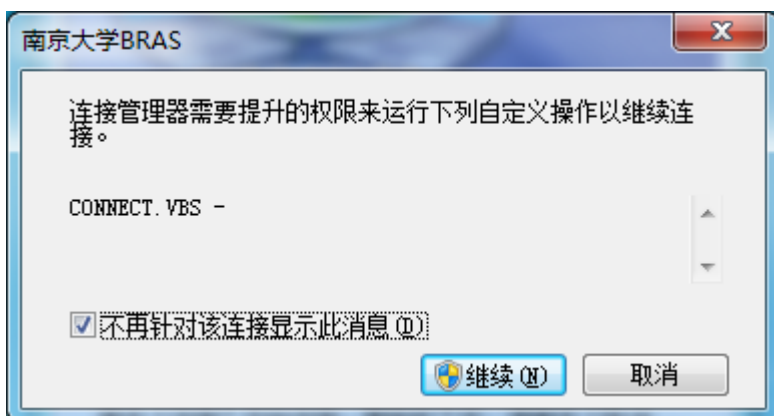 南京大学BRAS
连接管理器需要提升的权限来运行下列自定义操作以继续连
接。
CONNECT.VBS -
不再针对该连接显示此消息(D)
继续(N)
取消